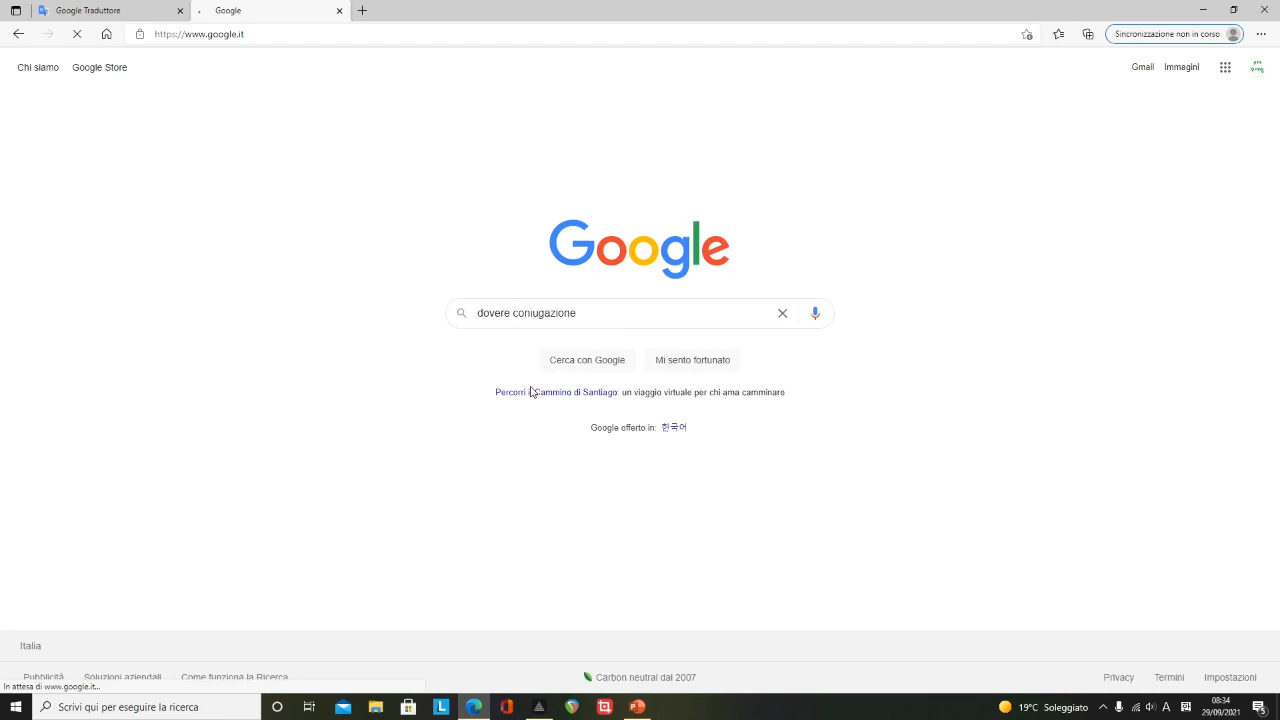 Google Traduttore
Google
https://www.google.it
Sincronizzazione non in corso
Chi siamo Google Store
Gmail Immagini
Google
dovere coniugazione
Cerca con Google Mi sento fortunato
Percorri il Cammino di Santiago: un viaggio virtuale per chi ama camminare
Google offerto in: 한국어
Italia
Pubblicità Soluzioni aziendali Come funziona la Ricerca
Carbon neutral dal 2007
Privacy Termini Impostazioni
In attesa di www.google.it...
Scrivi qui per eseguire la ricerca
19°C Soleggiato
A
08:34
29/09/2021